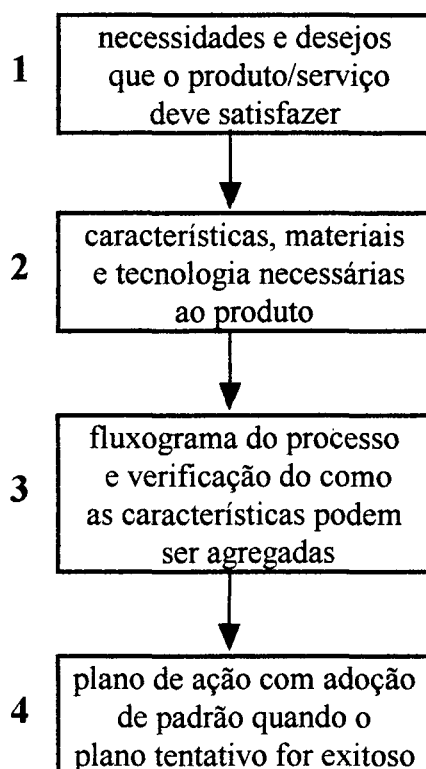 1
necessidades e desejos
que o produto/serviço
deve satisfazer
2
características, materiais
e tecnologia necessárias
ao produto
3
fluxograma do processo
e verificação do como
as características podem
ser agregadas
4
plano de ação com adoção
de padrão quando o
plano tentativo for exitoso